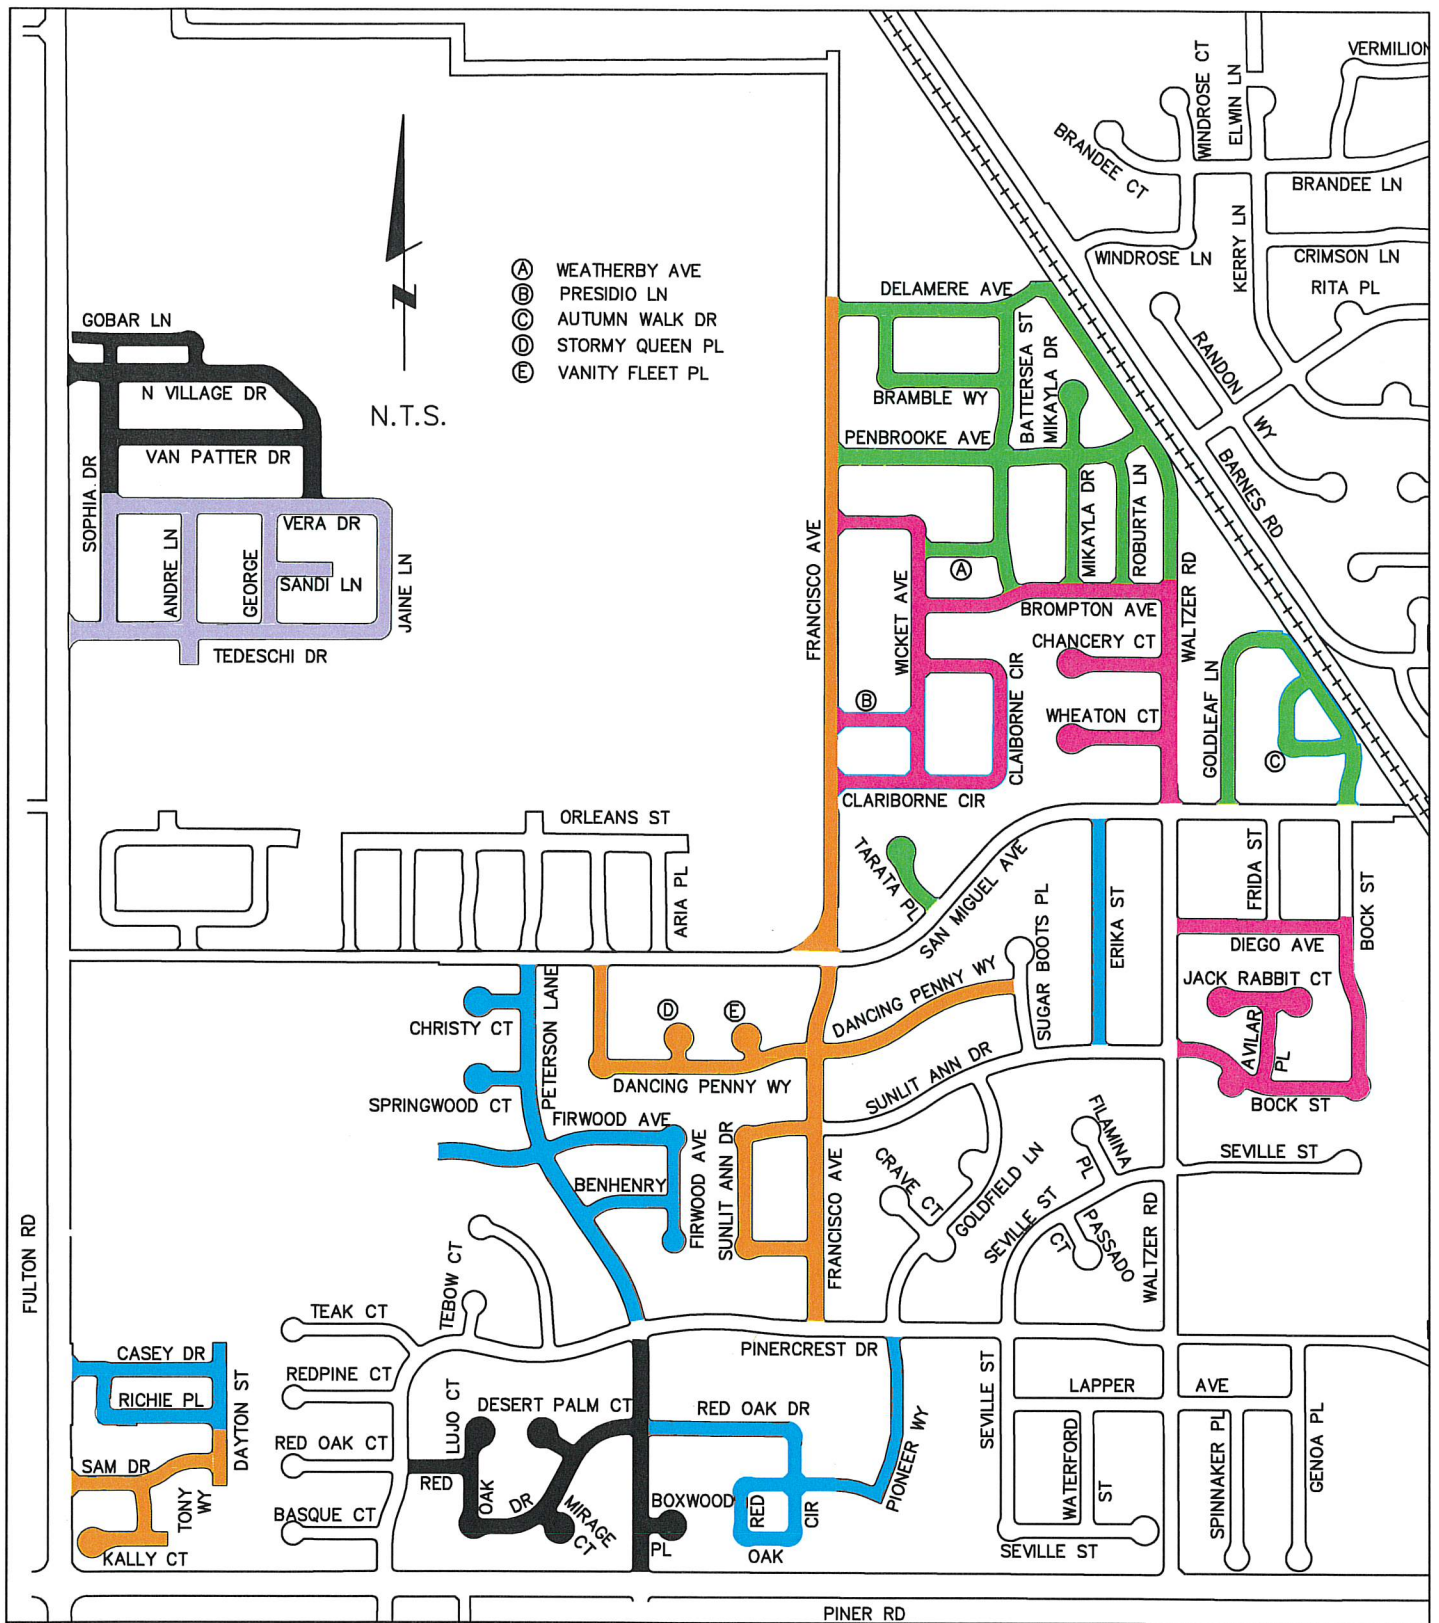 VERMILION
WINDROSE CT
ELWIN LN
BRANDEE CT
BRANDEE LN
KERRY LN
WINDROSE LN
CRIMSON LN
RITA PL
Ⓐ WEATHERBY AVE
Ⓑ PRESIDIO LN
Ⓒ AUTUMN WALK DR
Ⓓ STORMY QUEEN PL
Ⓔ VANITY FLEET PL
N
N.T.S.
GOBAR LN
N VILLAGE DR
VAN PATTER DR
SOPHIA. DR
VERA DR
ANDRE LN
GEORGE
SANDI LN
JAINE LN
TEDESCHI DR
DELAMERE AVE
BATTERSEA ST
MIKAYLA DR
BRAMBLE WY
PENBROOKE AVE
RANDON
WY
BARNES RD
MIKAYLA DR
ROBURTA LN
FRANCISCO AVE
Ⓐ
WICKET AVE
BROMPTON AVE
WALTZER RD
CHANCERY CT
CLAIBORNE CIR
Ⓑ
WHEATON CT
GOLDLEAF LN
Ⓒ
CLARIBORNE CIR
ORLEANS ST
ARIA PL
TARATA PL
SAN MIGUEL AVE
SUGAR BOOTS PL
ERIKA ST
FRIDA ST
BOCK ST
DIEGO AVE
JACK RABBIT CT
AVILAR
PL
BOCK ST
PETERSON LANE
CHRISTY CT
SPRINGWOOD CT
Ⓓ
Ⓔ
DANCING PENNY WY
DANCING PENNY WY
SUNLIT ANN DR
FIRWOOD AVE
BENHENRY
FIRWOOD AVE
SUNLIT ANN DR
FRANCISCO AVE
CRAVE CT
GOLDFIELD LN
FILAMINA
PL
SEVILLE ST
SEVILLE ST
PASSADO
CT
WALTZER RD
FULTON RD
TEBOW CT
TEAK CT
REDPINE CT
RED OAK CT
BASQUE CT
CASEY DR
RICHIE PL
DAYTON ST
SAM DR
TONY
WY
KALLY CT
LUJO CT
DESERT PALM CT
RED
OAK
DR
MIRAGE
CT
PINERCREST DR
RED OAK DR
BOXWOOD
PL
RED
CIR
OAK
PIONEER WY
SEVILLE ST
LAPPER AVE
WATERFORD
ST
SEVILLE ST
SPINNAKER PL
GENOA PL
PINER RD